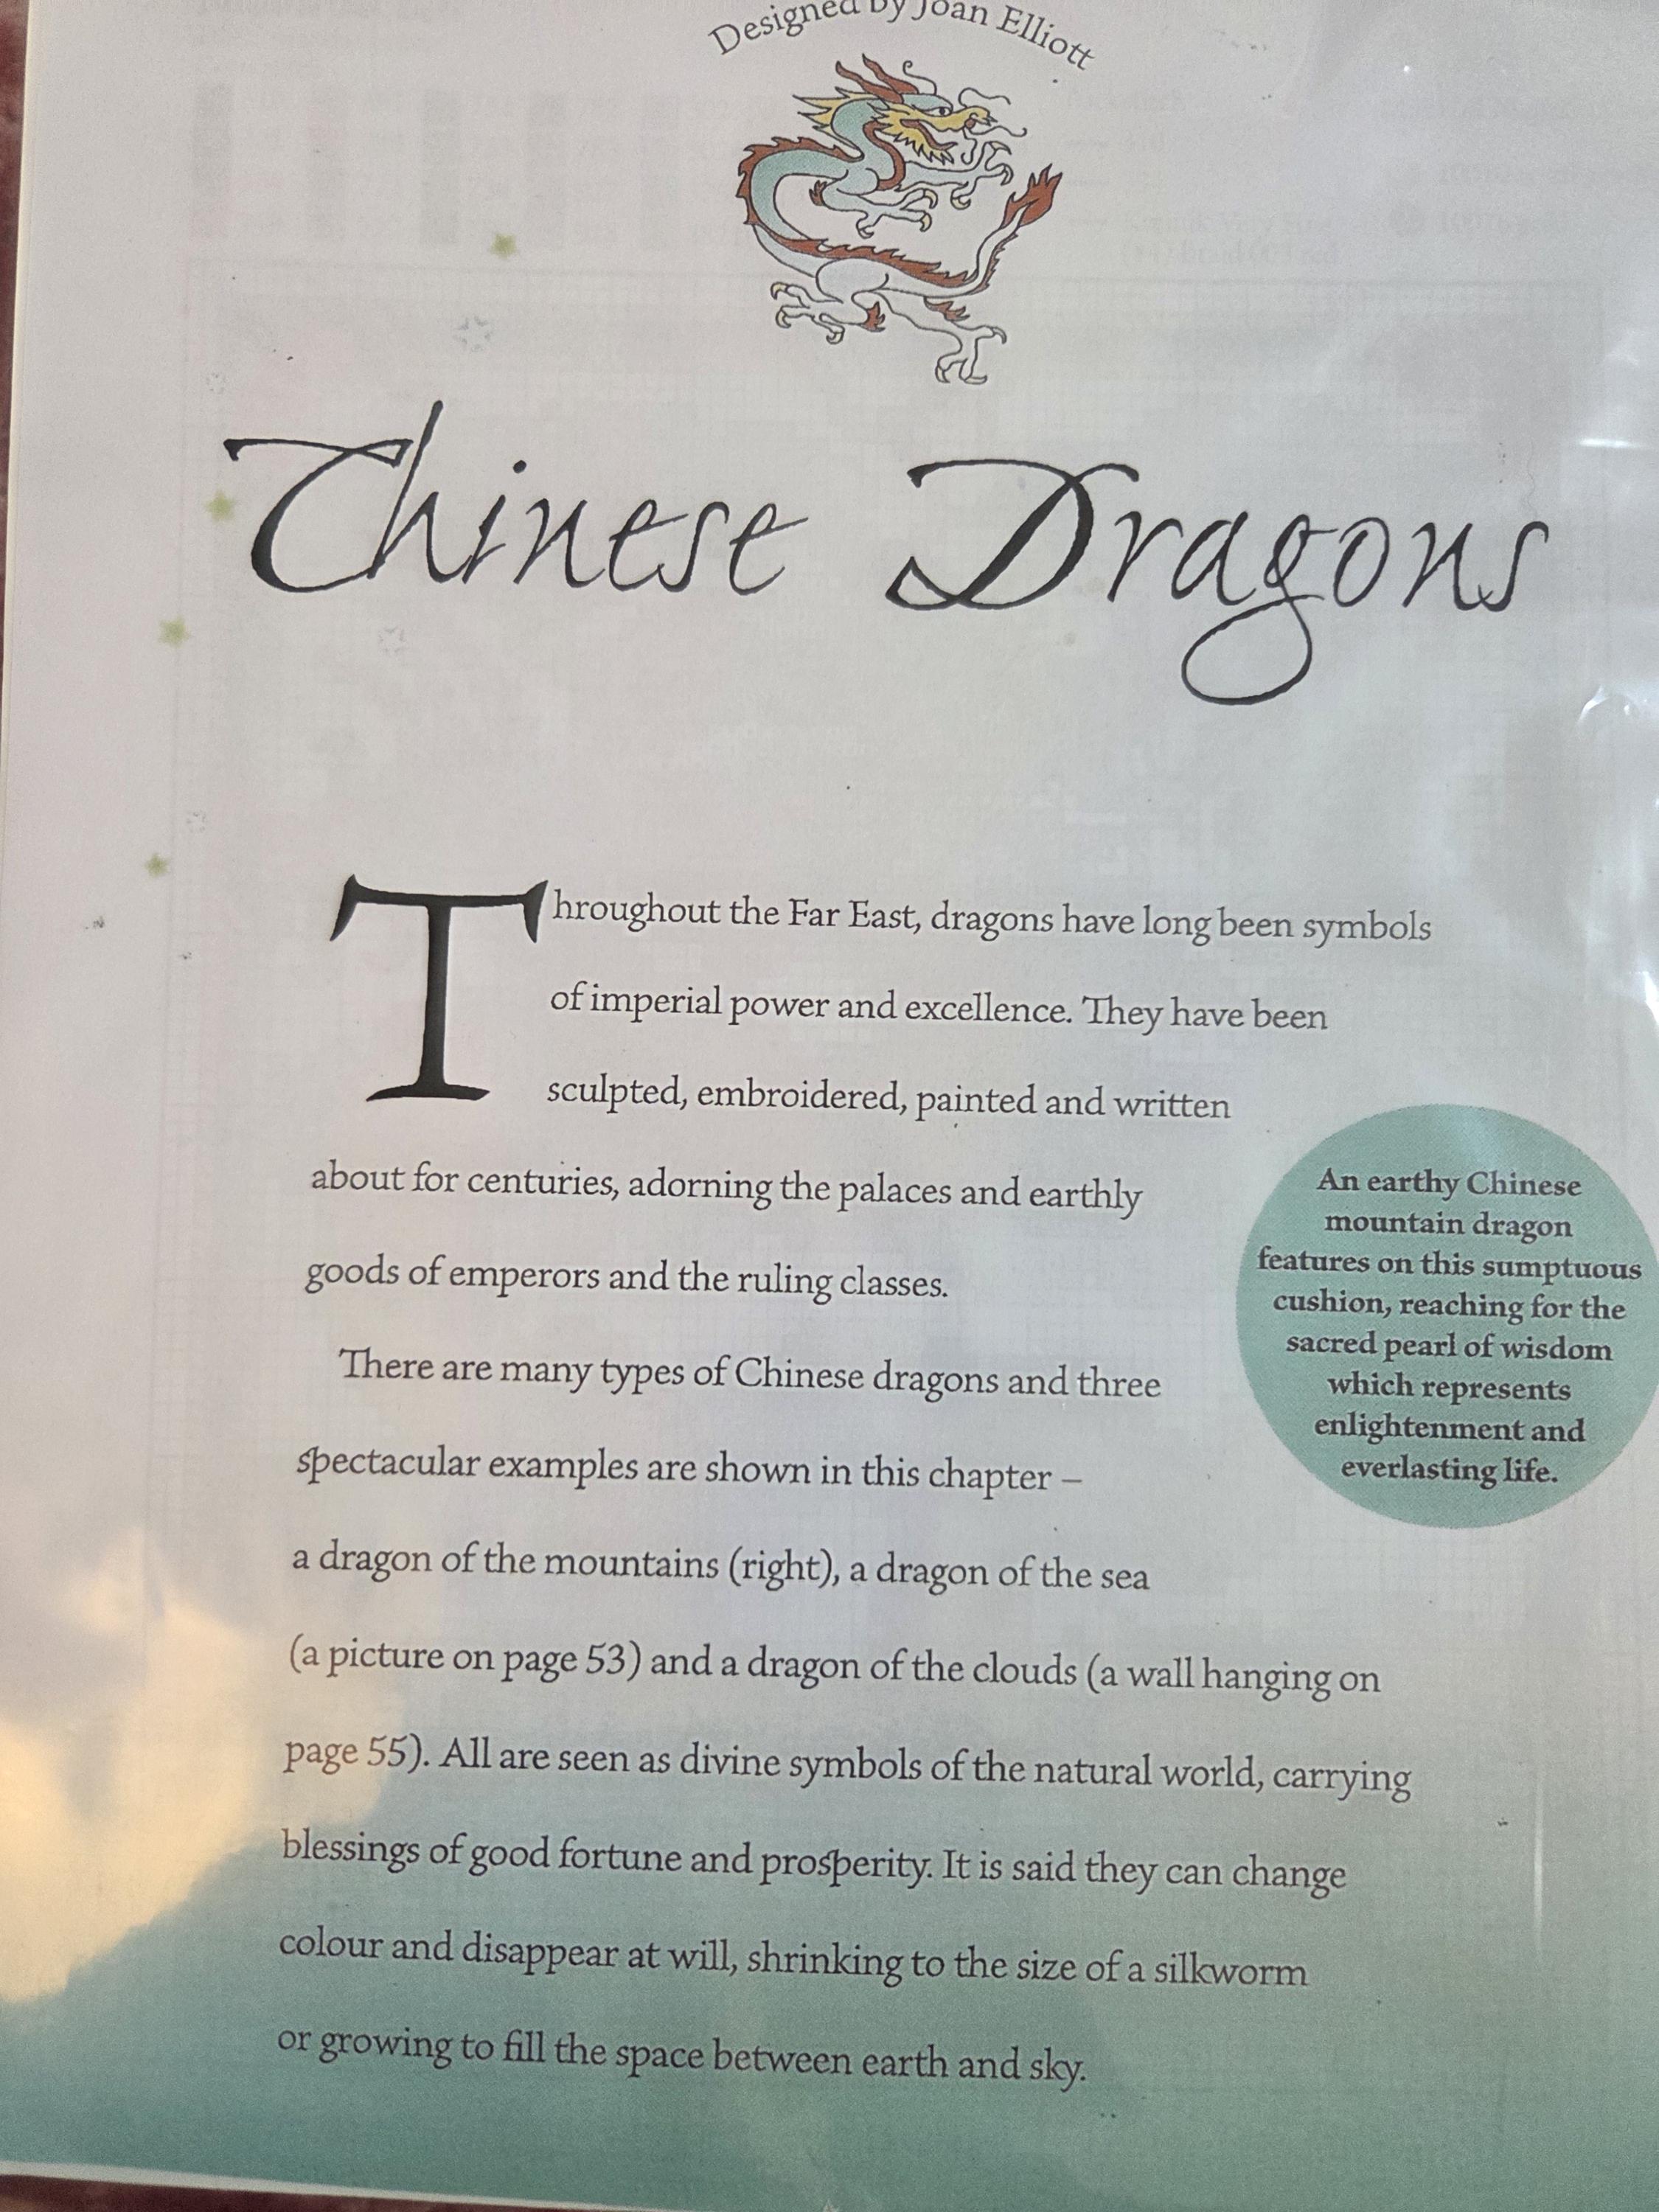 Designed by Joan Elliott
Chinese Dragons
Throughout the Far East, dragons have long been symbols
of imperial power and excellence. They have been
sculpted, embroidered, painted and written
about for centuries, adorning the palaces and earthly
goods of emperors and the ruling classes.
There are many types of Chinese dragons and three
spectacular examples are shown in this chapter –
a dragon of the mountains (right), a dragon of the sea
(a picture on page 53) and a dragon of the clouds (a wall hanging on
page 55). All are seen as divine symbols of the natural world, carrying
blessings of good fortune and prosperity. It is said they can change
colour and disappear at will, shrinking to the size of a silkworm
or growing to fill the space between earth and sky.
An earthy Chinese
mountain dragon
features on this sumptuous
cushion, reaching for the
sacred pearl of wisdom
which represents
enlightenment and
everlasting life.